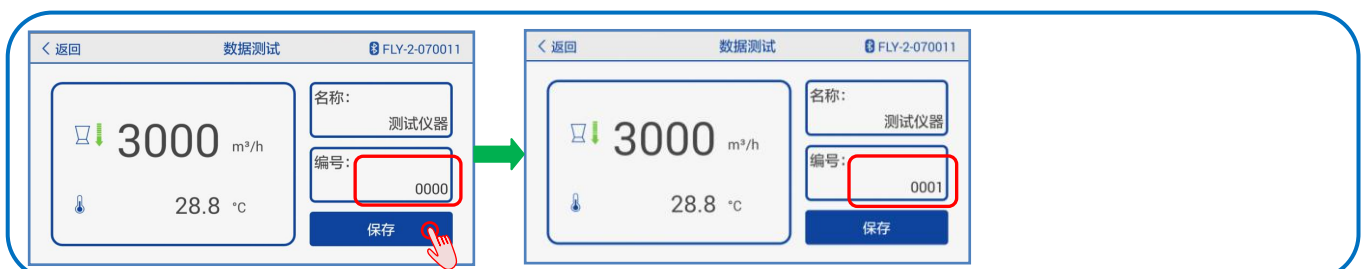 返回 数据测试 FLY-2-070011
3000 m³/h
28.8 °C
名称：
测试仪器
编号：
0000
保存
返回 数据测试 FLY-2-070011
3000 m³/h
28.8 °C
名称：
测试仪器
编号：
0001
保存